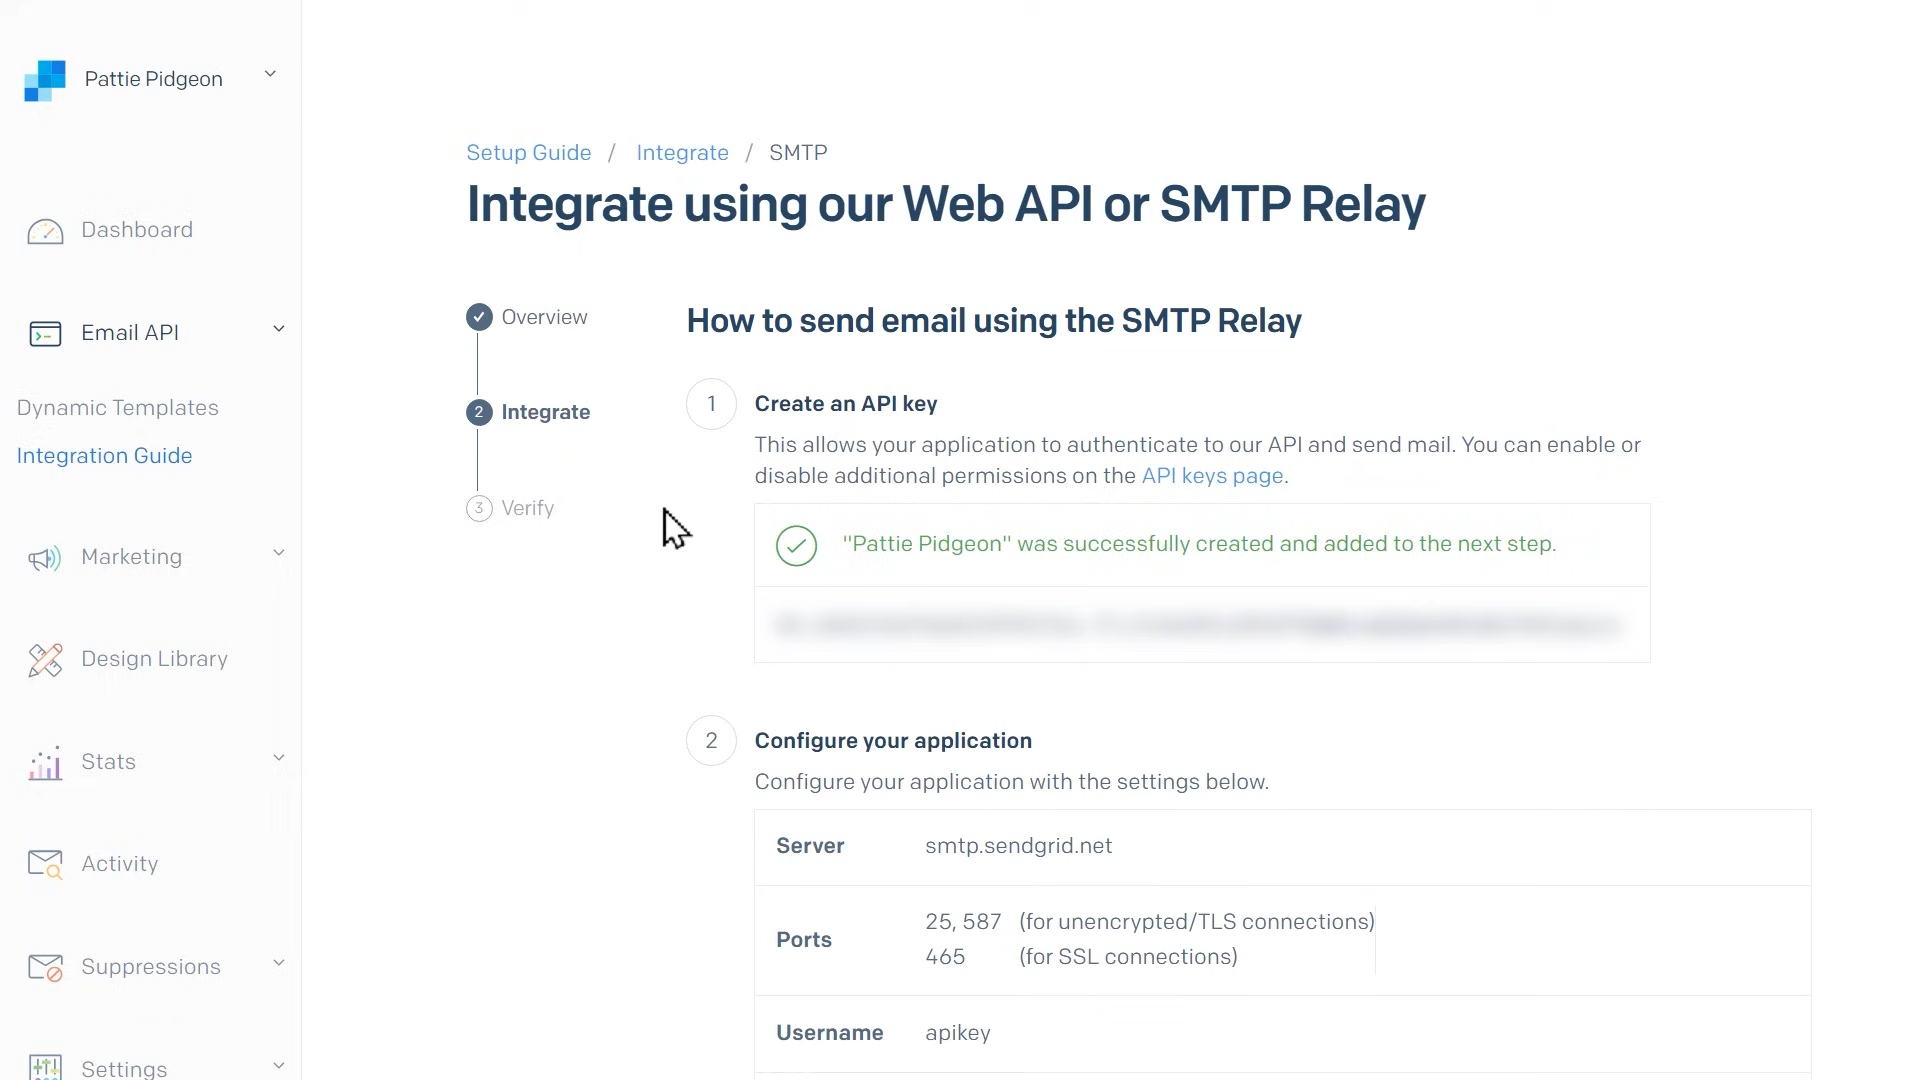 Pattie Pidgeon
Dashboard
Email API
Dynamic Templates
Integration Guide
Marketing
Design Library
Stats
Activity
Suppressions
Settings
Setup Guide / Integrate / SMTP
Integrate using our Web API or SMTP Relay
Overview
2 Integrate
3 Verify
How to send email using the SMTP Relay
1 Create an API key
This allows your application to authenticate to our API and send mail. You can enable or
disable additional permissions on the API keys page.
"Pattie Pidgeon" was successfully created and added to the next step.
2 Configure your application
Configure your application with the settings below.
Server smtp.sendgrid.net
Ports
25, 587 (for unencrypted/TLS connections)
465 (for SSL connections)
Username apikey